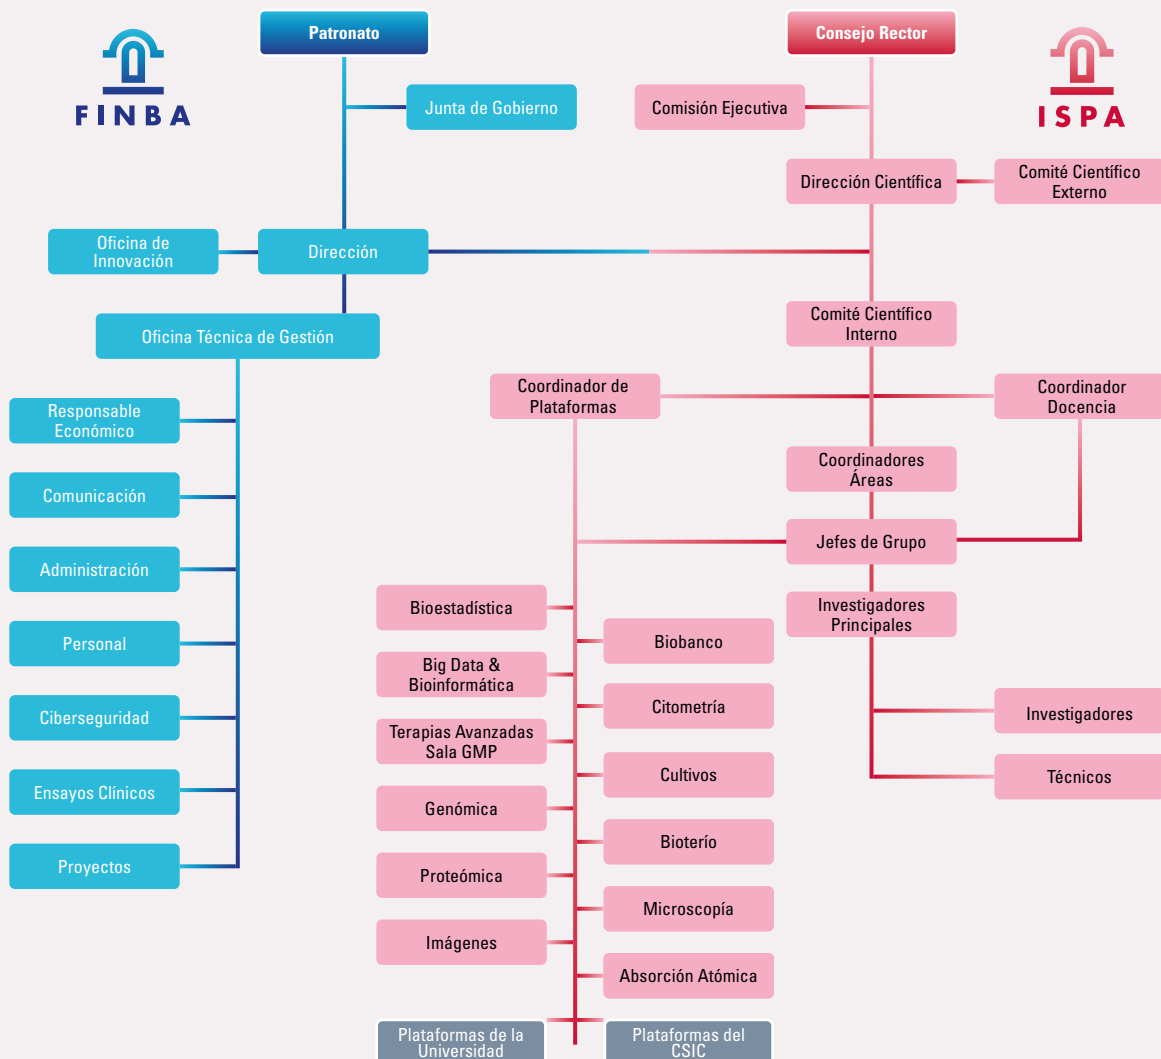 Patronato
Consejo Rector
FINBA
ISPA
Junta de Gobierno
Comisión Ejecutiva
Dirección Científica
Comité Científico
Externo
Oficina de
Innovación
Dirección
Comité Científico
Interno
Oficina Técnica de Gestión
Coordinador de
Plataformas
Coordinador
Docencia
Responsable
Económico
Coordinadores
Áreas
Comunicación
Jefes de Grupo
Administración
Bioestadística
Investigadores
Principales
Personal
Biobanco
Big Data &
Bioinformática
Citometría
Ciberseguridad
Investigadores
Terapias Avanzadas
Sala GMP
Cultivos
Técnicos
Ensayos Clínicos
Genómica
Bioterío
Proyectos
Proteómica
Microscopía
Imágenes
Absorción Atómica
Plataformas de la
Universidad
Plataformas del
CSIC